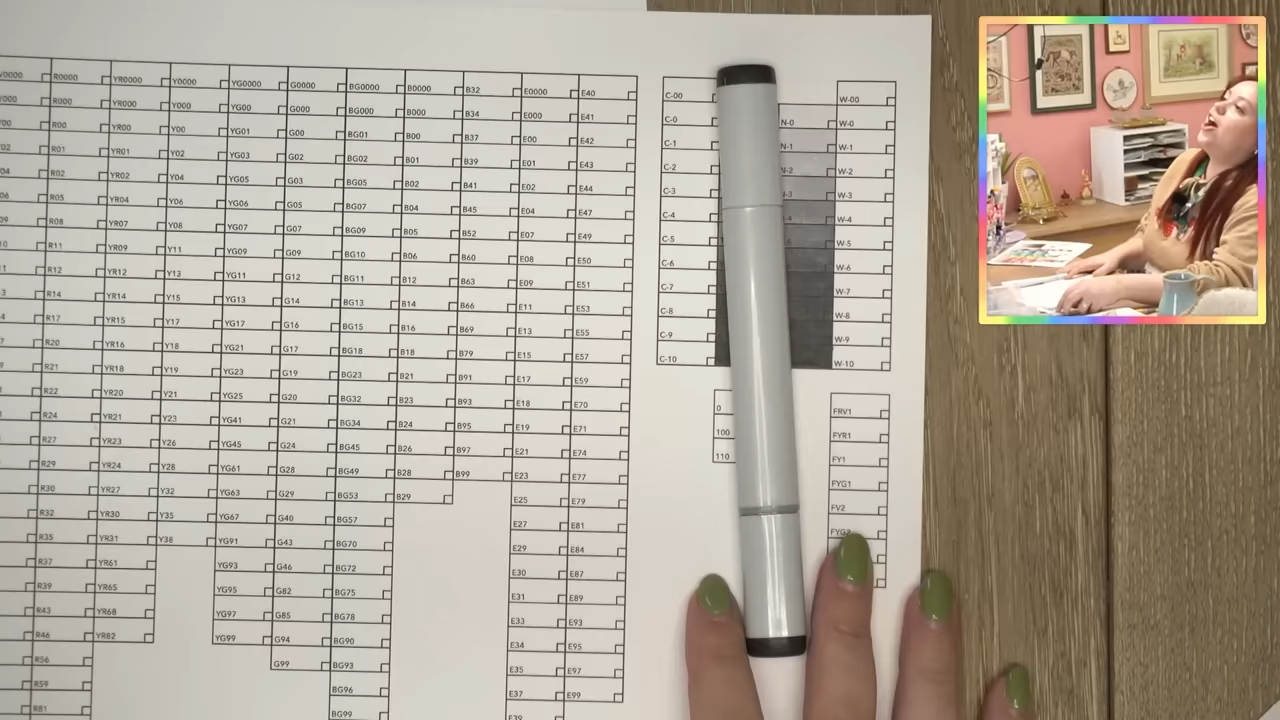 R0000 YR0000 Y0000 YG0000 G0000 BG0000 B0000 B32 E0000 E40 C-00 W-00
R000 YR000 Y000 YG00 G000 BG000 B000 B34 E000 E41 C-0 N-0 W-0
R00 YR00 Y00 YG01 G00 BG01 B00 B37 E00 E42 C-1 N-1 W-1
R01 YR01 Y02 YG03 G02 BG02 B01 B39 E01 E43 C-2 N-2 W-2
R02 YR02 Y04 YG05 G03 BG05 B02 B41 E02 E44 C-3 W-3
R05 YR04 Y06 YG06 G05 BG07 B04 B45 E04 E47 C-4 W-4
R08 YR07 Y08 YG07 G07 BG09 B05 B52 E07 E49 C-5 W-5
R11 YR09 Y11 YG09 G09 BG10 B06 B60 E08 E50 C-6 W-6
R12 YR12 Y13 YG11 G12 BG11 B12 B63 E09 E51 C-7 W-7
R14 YR14 Y15 YG13 G14 BG13 B14 B66 E11 E53 C-8 W-8
R17 YR15 Y17 YG17 G16 BG15 B16 B69 E13 E55 C-9 W-9
R20 YR16 Y18 YG21 G17 BG18 B18 B79 E15 E57 C-10 W-10
R21 YR18 Y19 YG23 G19 BG23 B21 B91 E17 E59
R22 YR20 Y21 YG25 G20 BG32 B23 B93 E18 E70 0 FRV1
R24 YR21 Y23 YG41 G21 BG34 B24 B95 E19 E71 100 FYR1
R27 YR23 Y26 YG45 G24 BG45 B26 B97 E21 E74 110 FY1
R29 YR24 Y28 YG61 G28 BG49 B28 B99 E23 E77 FYG1
R30 YR27 Y32 YG63 G29 BG53 B29 E25 E79 FV2
R32 YR30 Y35 YG67 G40 BG57 E27 E81
R35 YR31 Y38 YG91 G43 BG70 E29 E84
R37 YR61 YG93 G46 BG72 E30 E87
R39 YR65 YG95 G82 BG75 E31 E89
R43 YR68 YG97 G85 BG78 E33 E93
R46 YR82 YG99 G94 BG90 E34 E95
R56 G99 BG93 E35 E97
R59 BG96 E37 E99
R81 BG99 E39